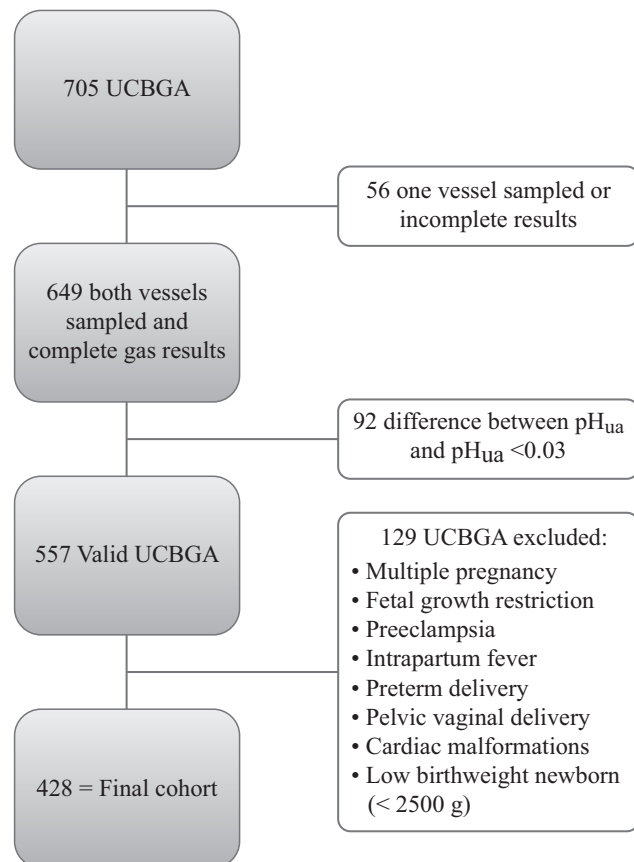 705 UCBGA
56 one vessel sampled or
incomplete results
649 both vessels
sampled and
complete gas results
92 difference between pHua
and pHua <0.03
557 Valid UCBGA
129 UCBGA excluded:
• Multiple pregnancy
• Fetal growth restriction
• Preeclampsia
• Intrapartum fever
• Preterm delivery
• Pelvic vaginal delivery
• Cardiac malformations
• Low birthweight newborn
(< 2500 g)
428 = Final cohort